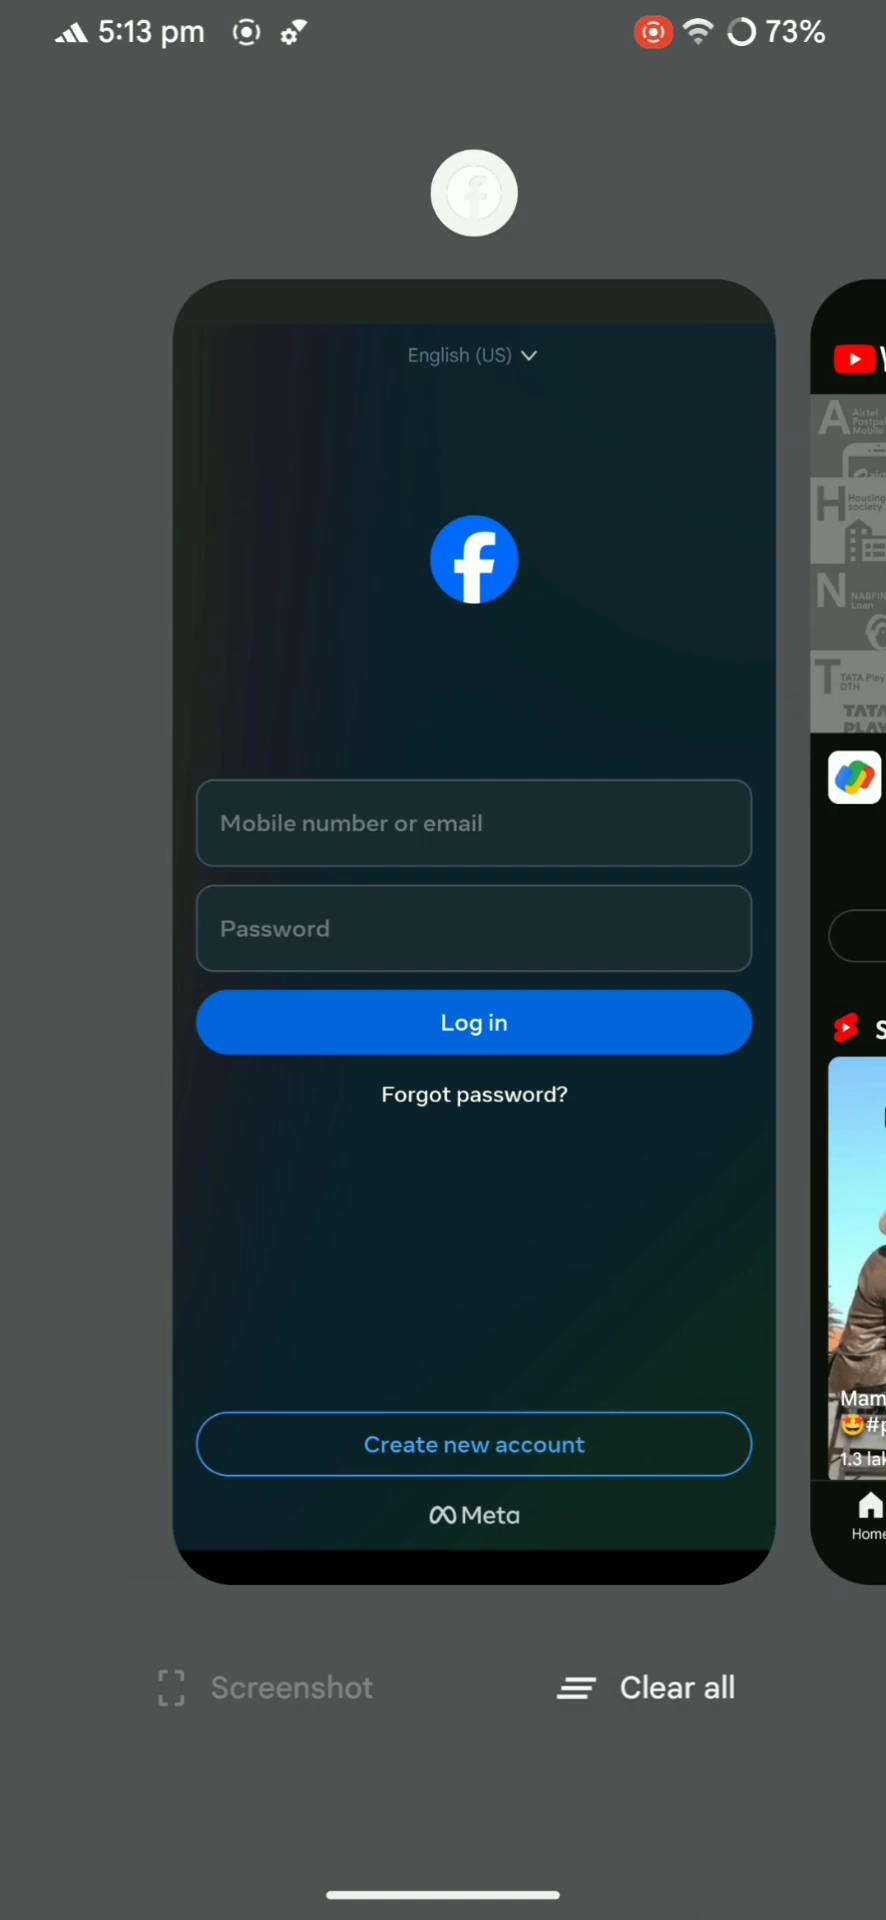 5:13 pm
73%
English (US)
Mobile number or email
Password
Log in
Forgot password?
Create new account
Meta
A Airtel
Mobile
H Housing
society
N NABFIN
Loan
T TATA Play
DTH
TATA
PLAY
Mam
#p
1.3 lak
Home
Screenshot
Clear all